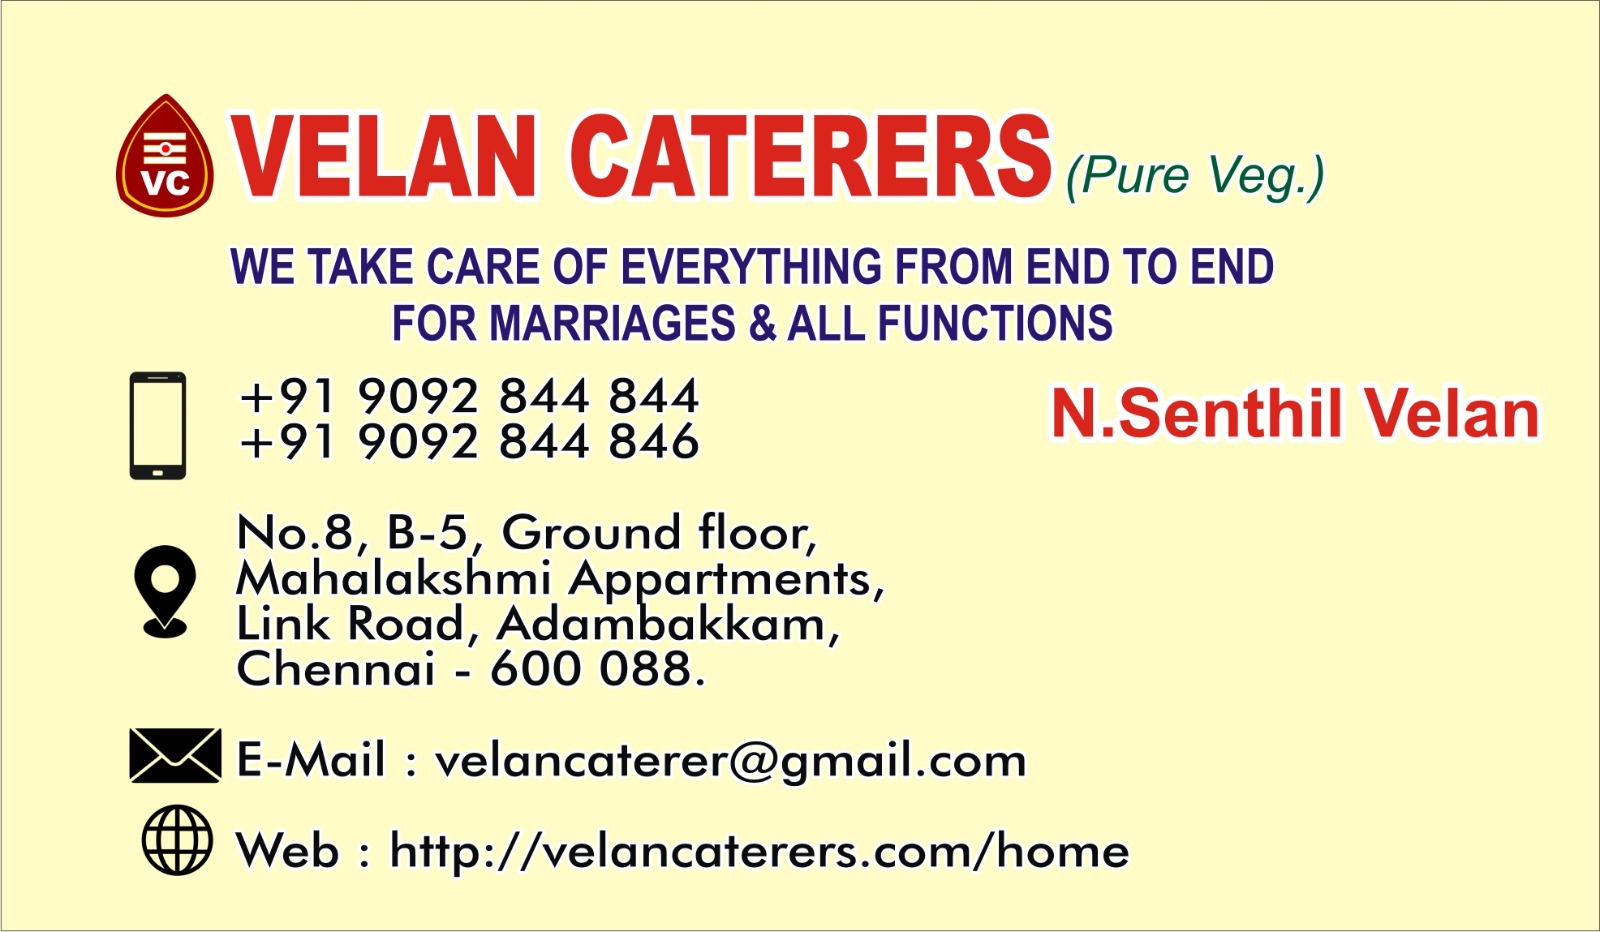 VC
VELAN CATERERS (Pure Veg.)
WE TAKE CARE OF EVERYTHING FROM END TO END
FOR MARRIAGES & ALL FUNCTIONS
+91 9092 844 844
+91 9092 844 846
N.Senthil Velan
No.8, B-5, Ground floor,
Mahalakshmi Appartments,
Link Road, Adambakkam,
Chennai - 600 088.
E-Mail : velancaterer@gmail.com
Web : http://velancaterers.com/home